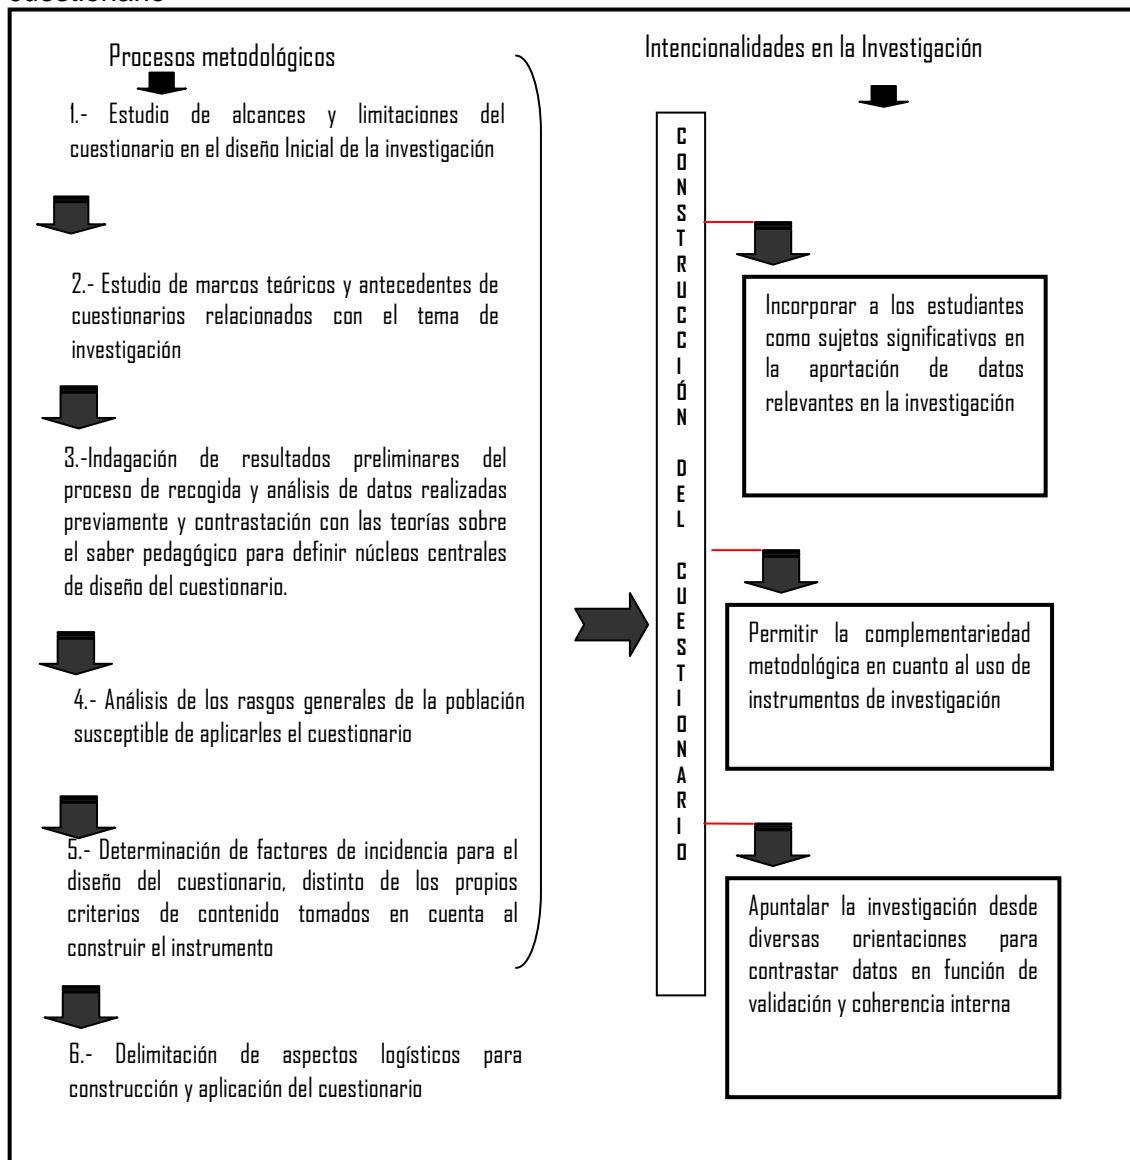 cuestionario
Procesos metodológicos
1.- Estudio de alcances y limitaciones del
cuestionario en el diseño Inicial de la investigación
2.- Estudio de marcos teóricos y antecedentes de
cuestionarios relacionados con el tema de
investigación
3.-Indagación de resultados preliminares del
proceso de recogida y análisis de datos realizadas
previamente y contrastación con las teorías sobre
el saber pedagógico para definir núcleos centrales
de diseño del cuestionario.
4.- Análisis de los rasgos generales de la población
susceptible de aplicarles el cuestionario
5.- Determinación de factores de incidencia para el
diseño del cuestionario, distinto de los propios
criterios de contenido tomados en cuenta al
construir el instrumento
6.- Delimitación de aspectos logísticos para
construcción y aplicación del cuestionario
CONSTRUCCIÓN DEL CUESTIONARIO
Intencionalidades en la Investigación
Incorporar a los estudiantes
como sujetos significativos en
la aportación de datos
relevantes en la investigación
Permitir la complementariedad
metodológica en cuanto al uso de
instrumentos de investigación
Apuntalar la investigación desde
diversas orientaciones para
contrastar datos en función de
validación y coherencia interna